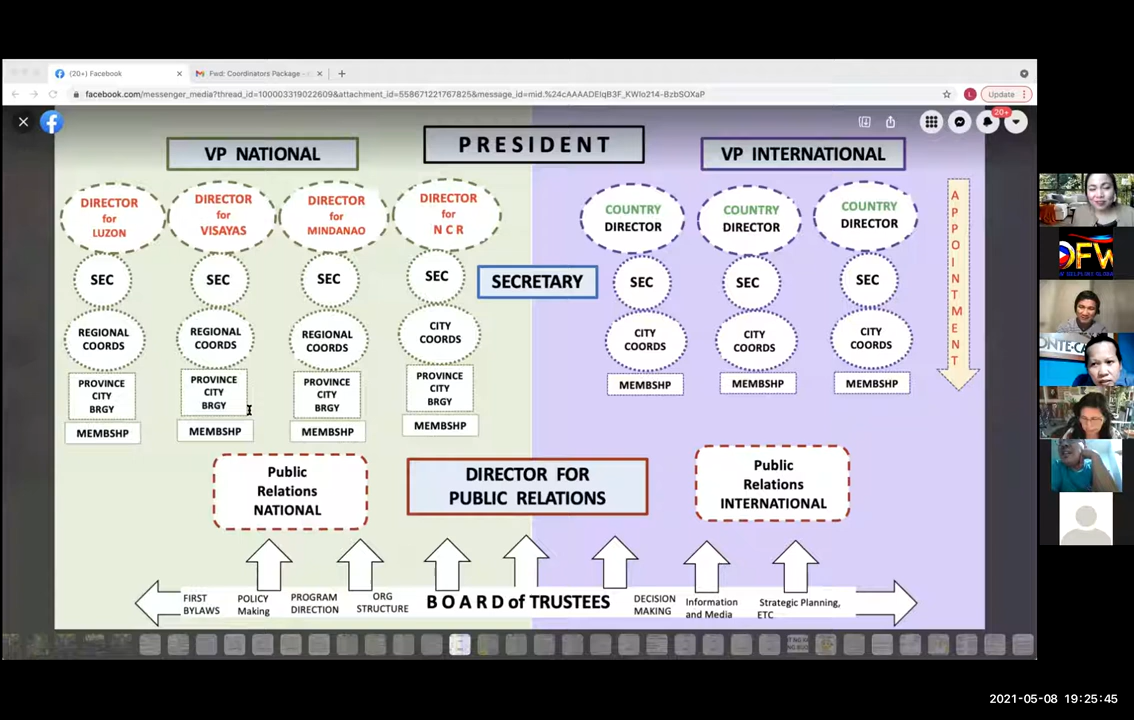 (20+) Facebook
Fwd: Coordinators Package -
facebook.com/messenger_media?thread_id=100003319022609&attachment_id=558671221767825&message_id=mid.%24cAAAADEIqB3F_KWIo214-BzbSOXaP
L
Update
20+
PRESIDENT
VP NATIONAL
VP INTERNATIONAL
DIRECTOR
for
LUZON
DIRECTOR
for
VISAYAS
DIRECTOR
for
MINDANAO
DIRECTOR
for
N C R
COUNTRY
DIRECTOR
COUNTRY
DIRECTOR
COUNTRY
DIRECTOR
APPOINTMENT
SEC
SEC
SEC
SEC
SECRETARY
SEC
SEC
SEC
REGIONAL
COORDS
REGIONAL
COORDS
REGIONAL
COORDS
CITY
COORDS
CITY
COORDS
CITY
COORDS
CITY
COORDS
PROVINCE
CITY
BRGY
PROVINCE
CITY
BRGY
PROVINCE
CITY
BRGY
PROVINCE
CITY
BRGY
MEMBSHP
MEMBSHP
MEMBSHP
MEMBSHP
MEMBSHP
MEMBSHP
MEMBSHP
Public
Relations
NATIONAL
DIRECTOR FOR
PUBLIC RELATIONS
Public
Relations
INTERNATIONAL
FIRST
BYLAWS
POLICY
Making
PROGRAM
DIRECTION
ORG
STRUCTURE
BOARD of TRUSTEES
DECISION
MAKING
Information
and Media
Strategic Planning,
ETC
OFW
2021-05-08 19:25:45